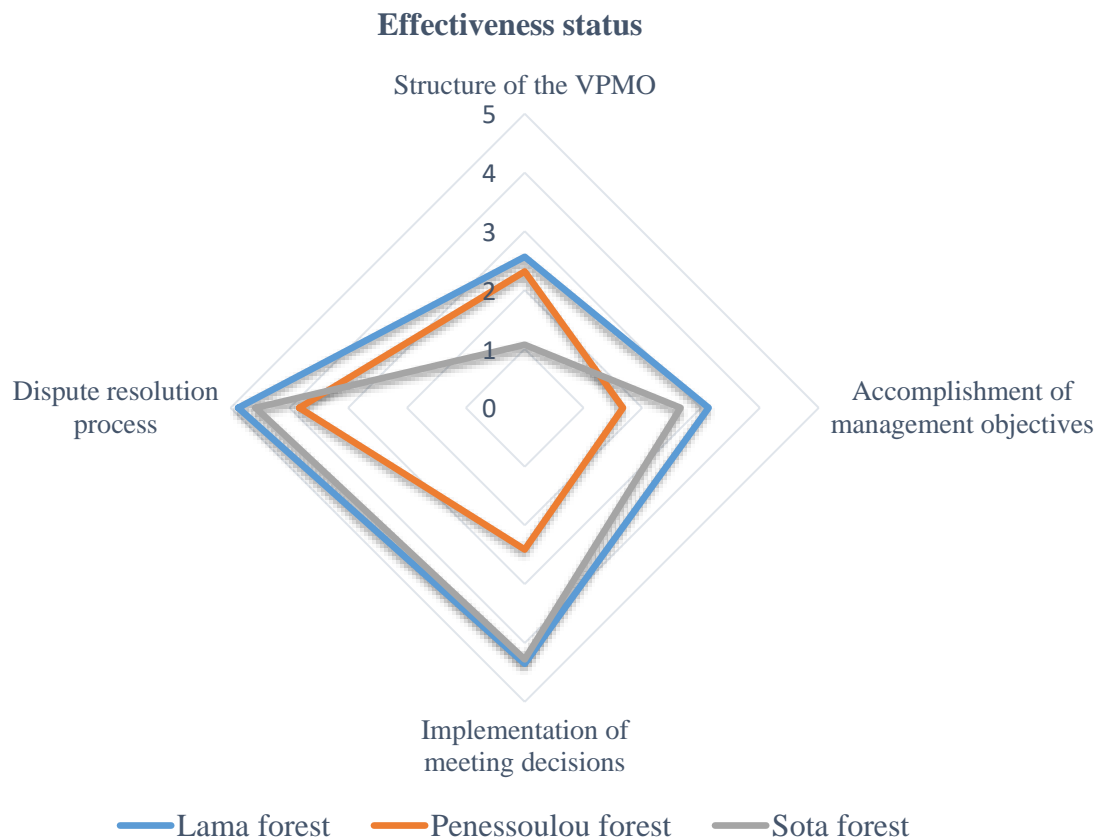 Effectiveness status
Structure of the VPMO
5
4
3
2
1
0
Dispute resolution
process
Accomplishment of
management objectives
Implementation of
meeting decisions
Lama forest
Penessoulou forest
Sota forest